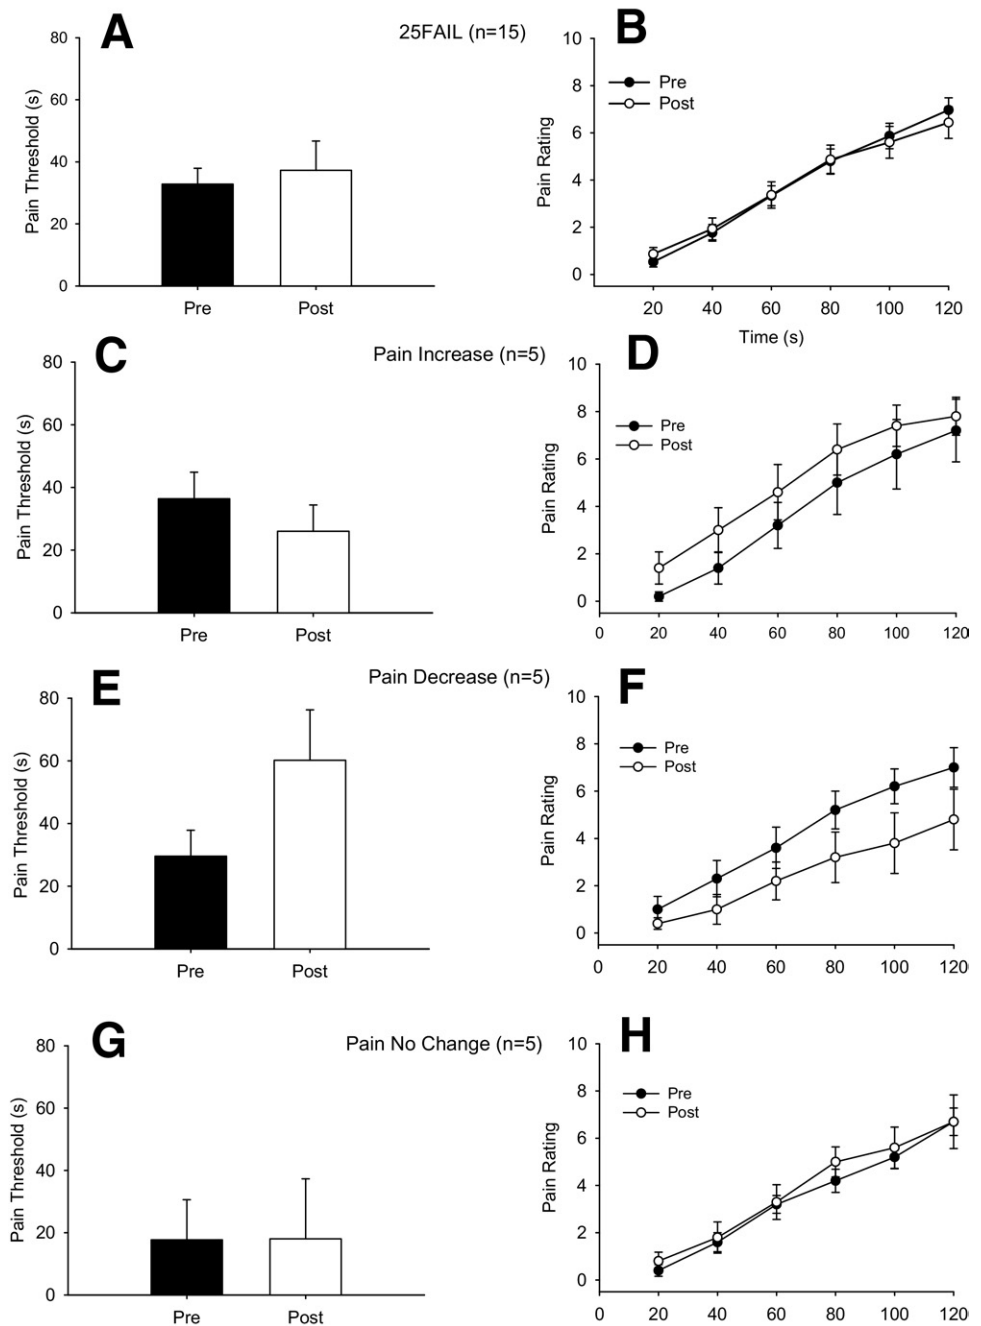 A
25FAIL (n=15)
B
80
60
40
20
0
Pain Threshold (s)
Pre
Post
10
8
6
4
2
0
Pain Rating
Pre
Post
20 40 60 80 100 120
Time (s)
C
Pain Increase (n=5)
D
80
60
40
20
0
Pain Threshold (s)
Pre
Post
10
8
6
4
2
0
Pain Rating
Pre
Post
0 20 40 60 80 100 120
E
Pain Decrease (n=5)
F
80
60
40
20
0
Pain Threshold (s)
Pre
Post
10
8
6
4
2
0
Pain Rating
Pre
Post
0 20 40 60 80 100 120
G
Pain No Change (n=5)
H
80
60
40
20
0
Pain Threshold (s)
Pre
Post
10
8
6
4
2
0
Pain Rating
Pre
Post
0 20 40 60 80 100 120